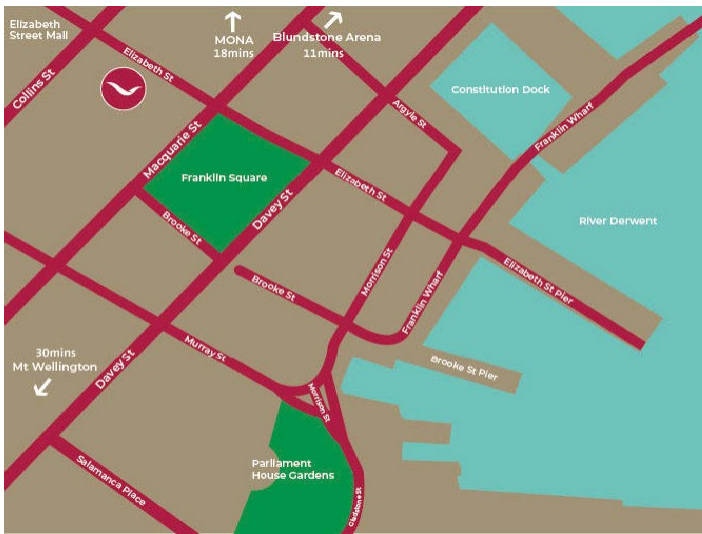 Elizabeth
Street Mall
Collins St
Elizabeth St
MONA
18mins
Blundstone Arena
11mins
Constitution Dock
Argyle St
Franklin Wharf
Macquarie St
Franklin Square
Brooke St
Davey St
Elizabeth St
River Derwent
Morrison St
Elizabeth St Pier
Brooke St
Franklin Wharf
30mins
Mt Wellington
Davey St
Murray St
Brooke St Pier
Morrison St
Parliament
House Gardens
Salamanca Place
Gladstone St